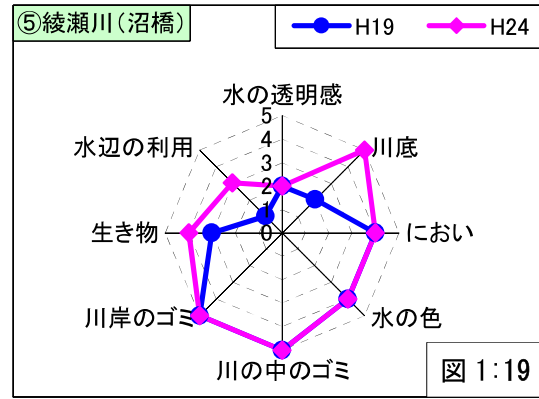 ⑤綾瀬川(沼橋)
H19
H24
水の透明感
5
4
3
2
1
0
川底
におい
水の色
川の中のゴミ
川岸のゴミ
生き物
水辺の利用
図 1:19